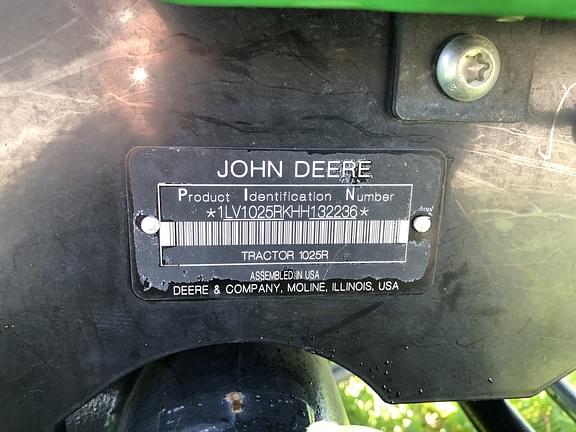 JOHN DEERE
Product Identification Number
*1LV1025RKHH132236*
TRACTOR 1025R
ASSEMBLED IN USA
DEERE & COMPANY, MOLINE, ILLINOIS, USA